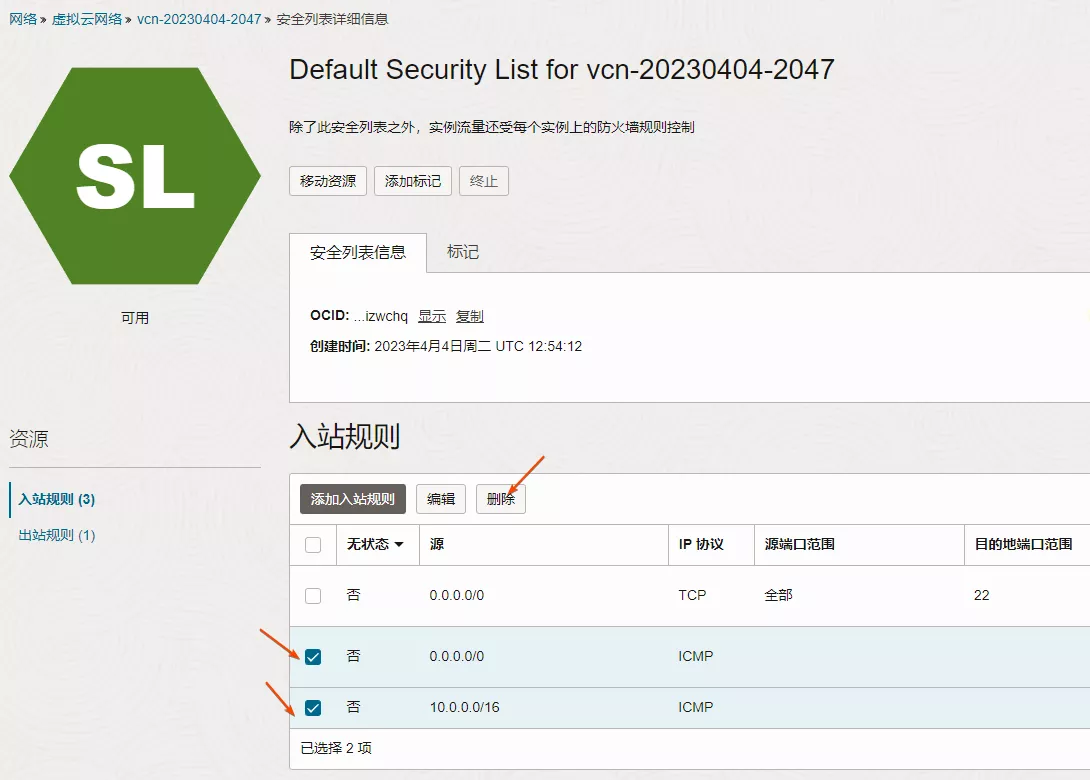 网络 » 虚拟云网络 » vcn-20230404-2047 » 安全列表详细信息
SL
可用
Default Security List for vcn-20230404-2047
除了此安全列表之外，实例流量还受每个实例上的防火墙规则控制
移动资源 添加标记 终止
安全列表信息 标记
OCID: ...izwchq 显示 复制
创建时间: 2023年4月4日周二 UTC 12:54:12
资源
入站规则 (3)
出站规则 (1)
入站规则
添加入站规则 编辑 删除
无状态 源 IP 协议 源端口范围 目的地端口范围
否 0.0.0.0/0 TCP 全部 22
否 0.0.0.0/0 ICMP
否 10.0.0.0/16 ICMP
已选择 2 项